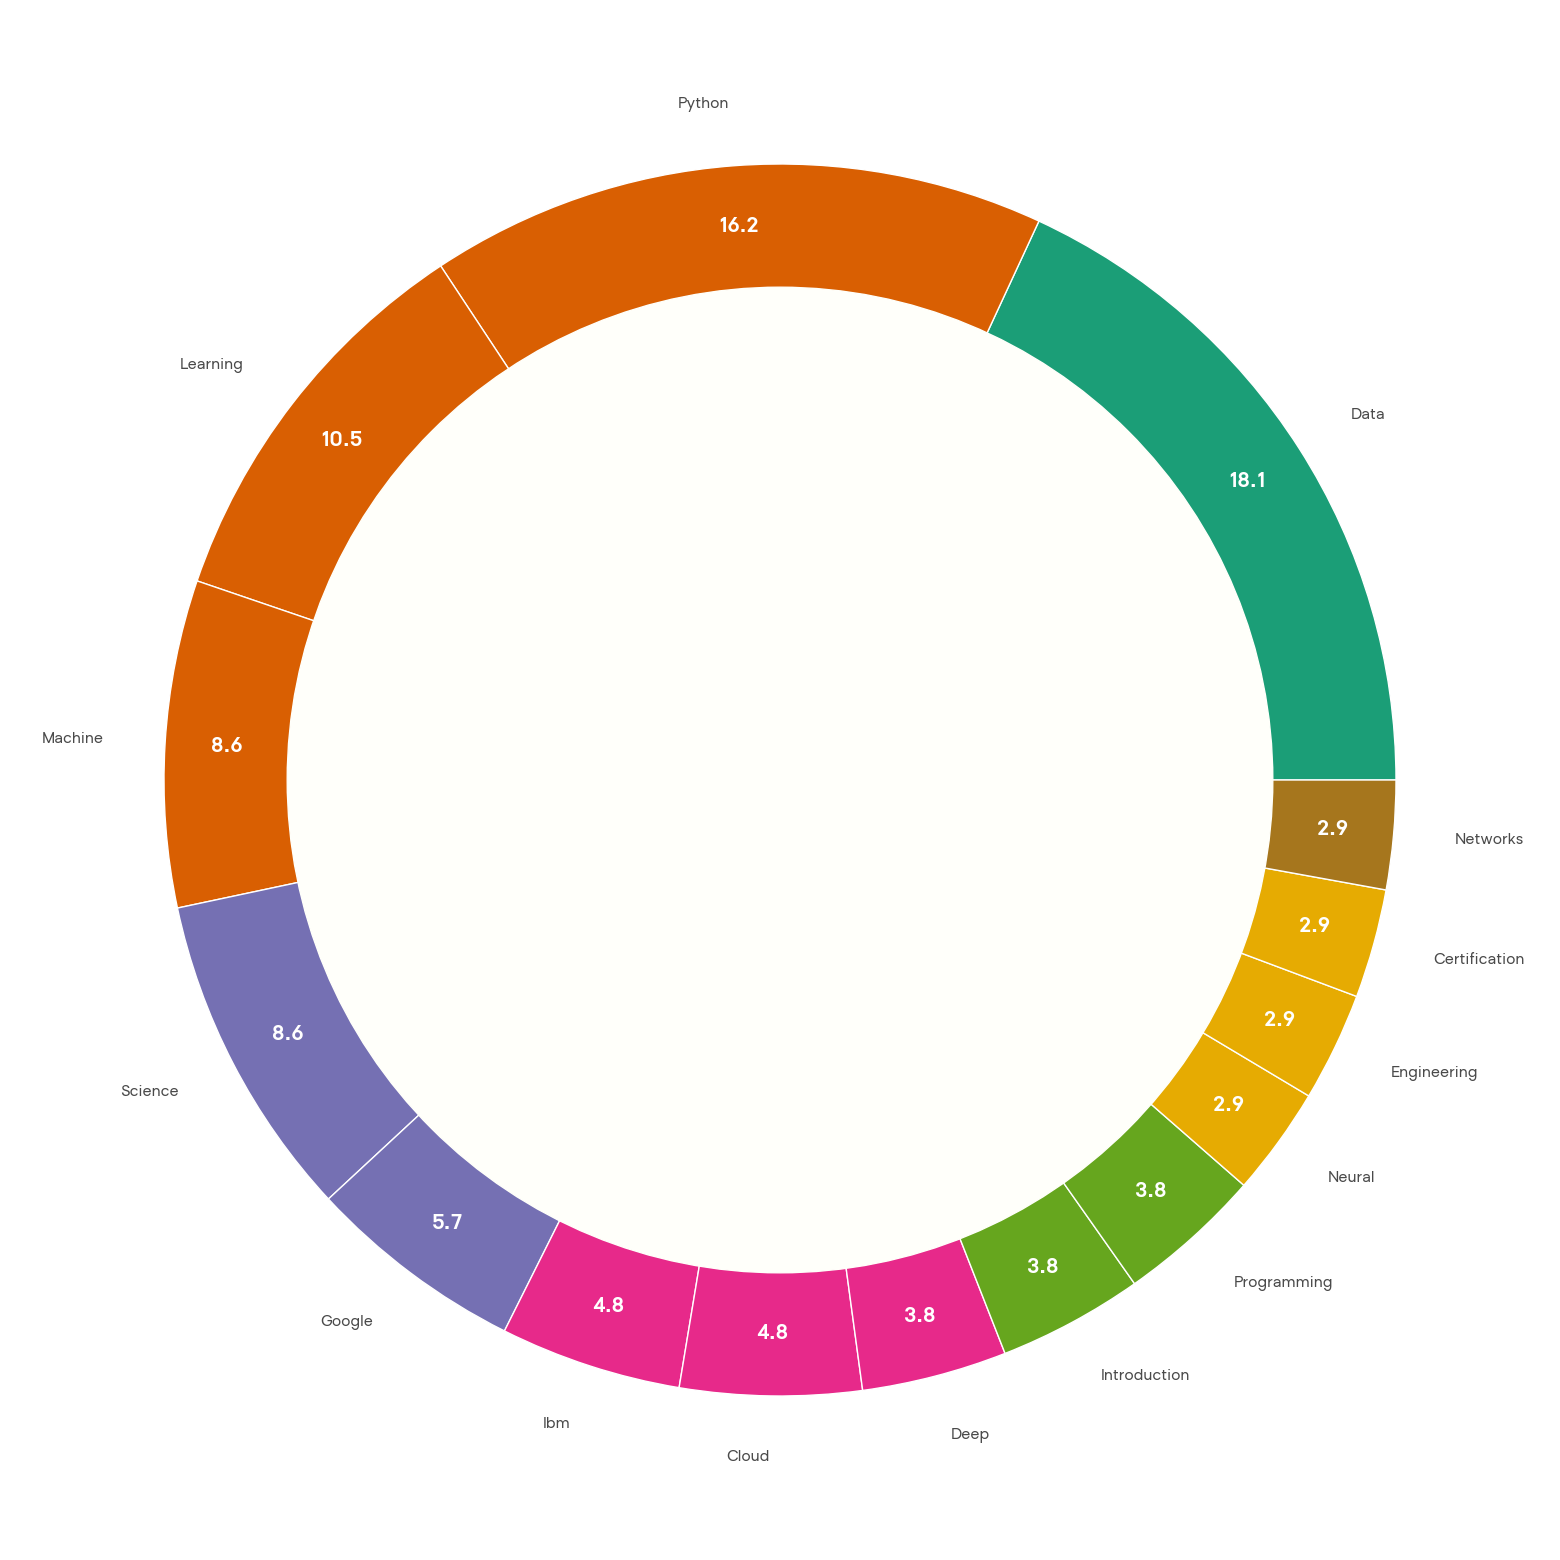 Python
16.2
Learning
10.5
Data
18.1
Machine
8.6
Networks
2.9
Certification
2.9
Engineering
2.9
Neural
2.9
Science
8.6
Programming
3.8
Google
5.7
Introduction
3.8
Ibm
4.8
Cloud
4.8
Deep
3.8